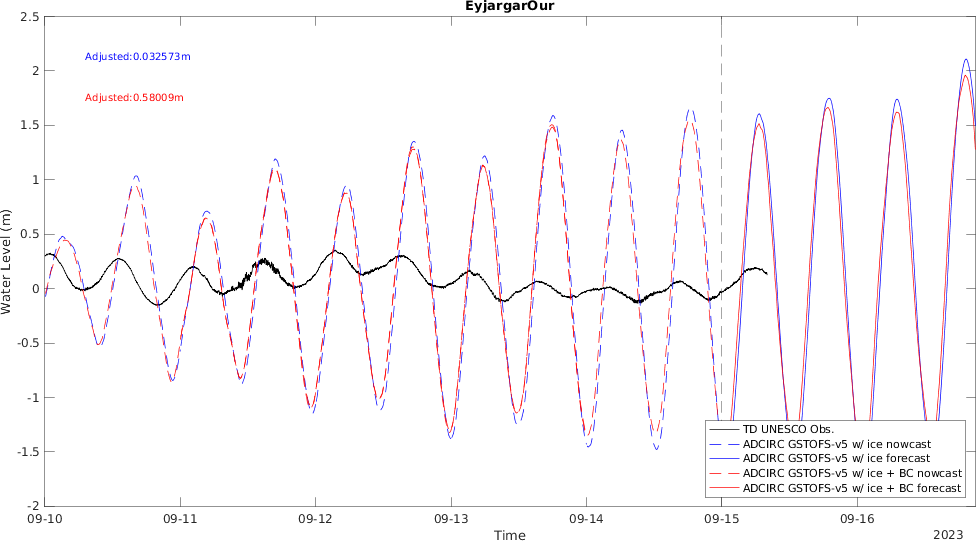 EyjargarOur
2.5
2
1.5
1
0.5
0
-0.5
-1
-1.5
-2
Water Level (m)
Adjusted:0.032573m
Adjusted:0.58009m
TD UNESCO Obs.
ADCIRC GSTOFS-v5 w/ ice nowcast
ADCIRC GSTOFS-v5 w/ ice forecast
ADCIRC GSTOFS-v5 w/ ice + BC nowcast
ADCIRC GSTOFS-v5 w/ ice + BC forecast
09-10 09-11 09-12 09-13 09-14 09-15 09-16
Time
2023